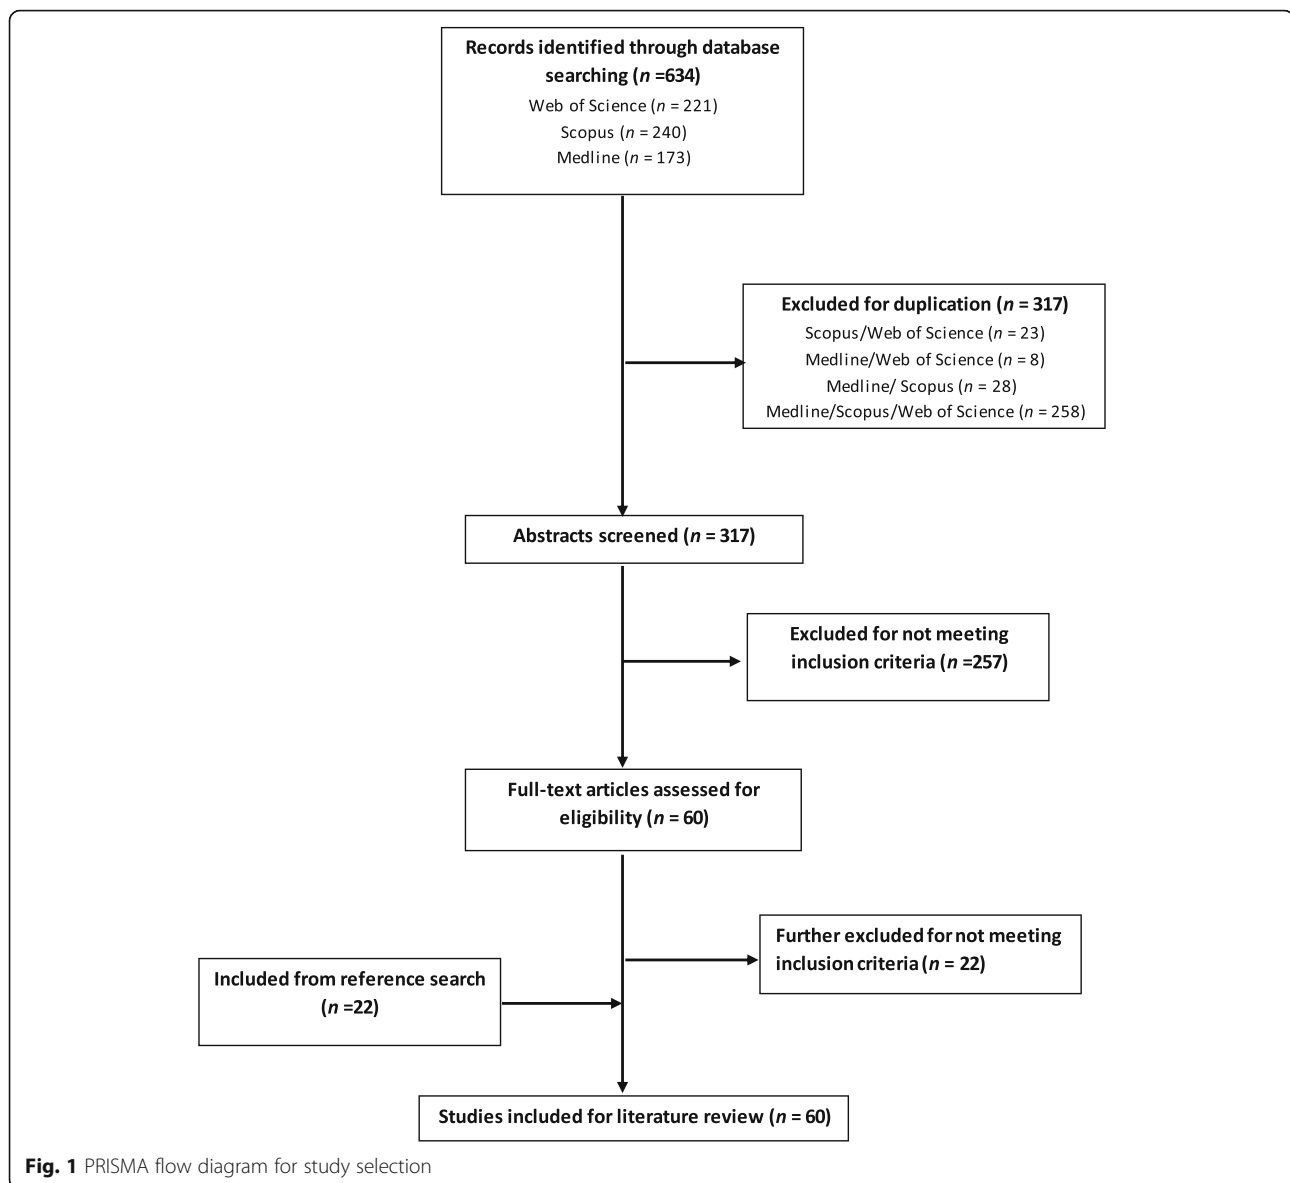 Records identified through database
searching (n =634)
Web of Science (n = 221)
Scopus (n = 240)
Medline (n = 173)
Excluded for duplication (n = 317)
Scopus/Web of Science (n = 23)
Medline/Web of Science (n = 8)
Medline/ Scopus (n = 28)
Medline/Scopus/Web of Science (n = 258)
Abstracts screened (n = 317)
Excluded for not meeting
inclusion criteria (n =257)
Full-text articles assessed for
eligibility (n = 60)
Further excluded for not meeting
inclusion criteria (n = 22)
Included from reference search
(n =22)
Studies included for literature review (n = 60)
Fig. 1 PRISMA flow diagram for study selection